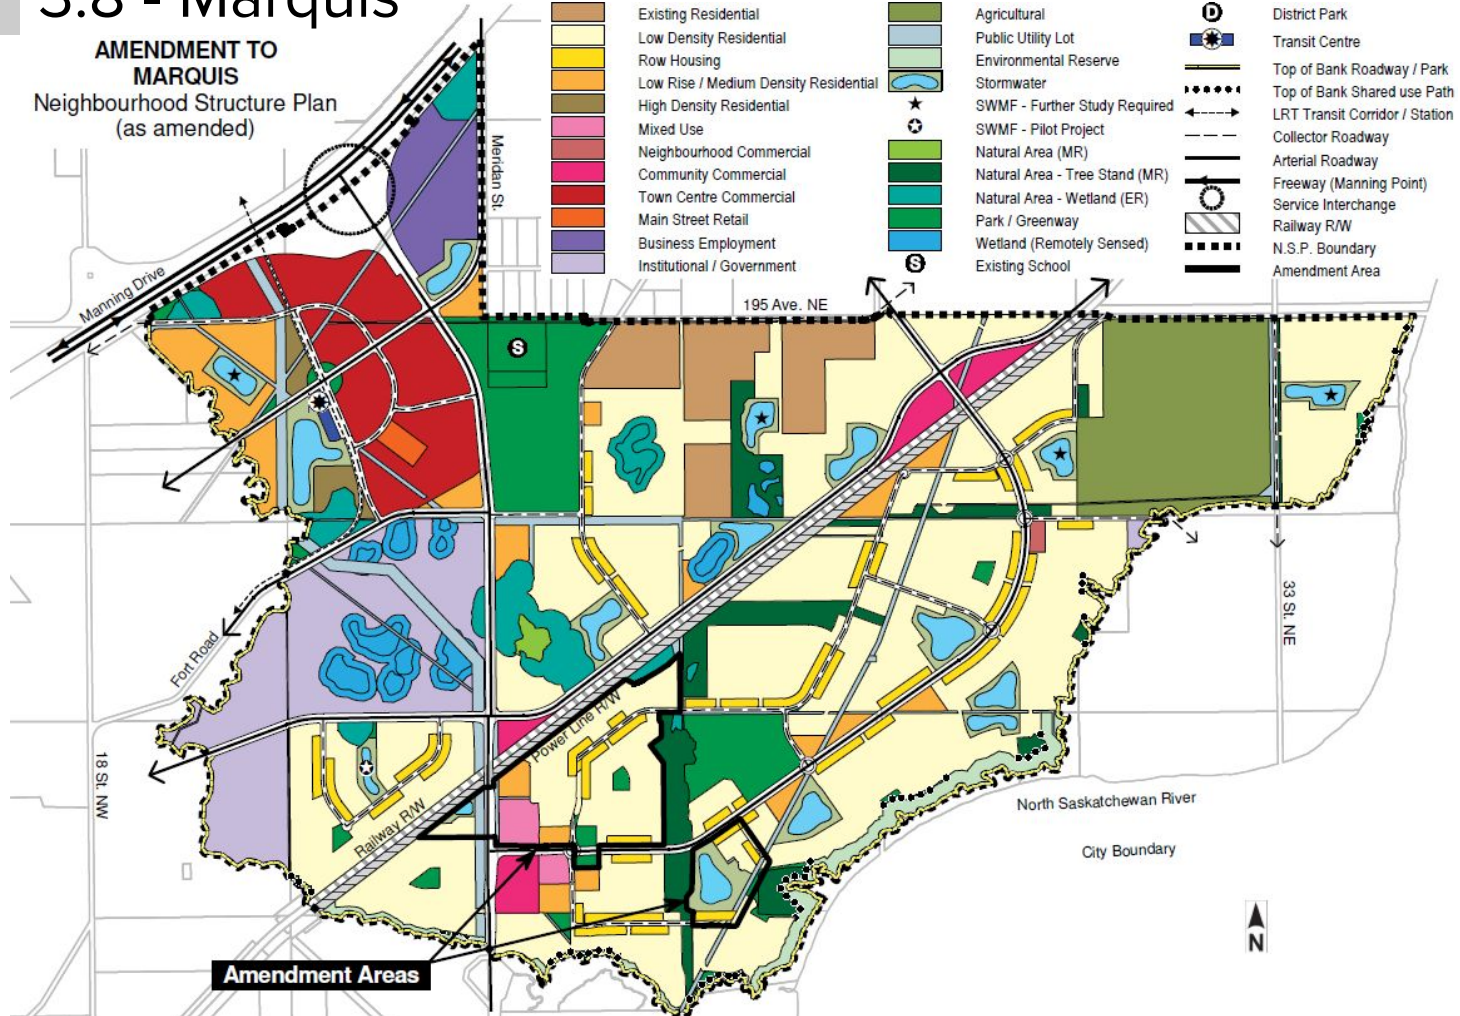 3.8 - Marquis
AMENDMENT TO
MARQUIS
Neighbourhood Structure Plan
(as amended)
Existing Residential
Low Density Residential
Row Housing
Low Rise / Medium Density Residential
High Density Residential
Mixed Use
Neighbourhood Commercial
Community Commercial
Town Centre Commercial
Main Street Retail
Business Employment
Institutional / Government
Agricultural
Public Utility Lot
Environmental Reserve
Stormwater
SWMF - Further Study Required
SWMF - Pilot Project
Natural Area (MR)
Natural Area - Tree Stand (MR)
Natural Area - Wetland (ER)
Park / Greenway
Wetland (Remotely Sensed)
S
Existing School
D
District Park
Transit Centre
Top of Bank Roadway / Park
Top of Bank Shared use Path
LRT Transit Corridor / Station
Collector Roadway
Arterial Roadway
Freeway (Manning Point)
Service Interchange
Railway R/W
N.S.P. Boundary
Amendment Area
Meridan St.
Manning Drive
195 Ave. NE
S
Fort Road
33 St. NE
18 St. NW
Power Line R/W
Railway R/W
North Saskatchewan River
City Boundary
Amendment Areas
N